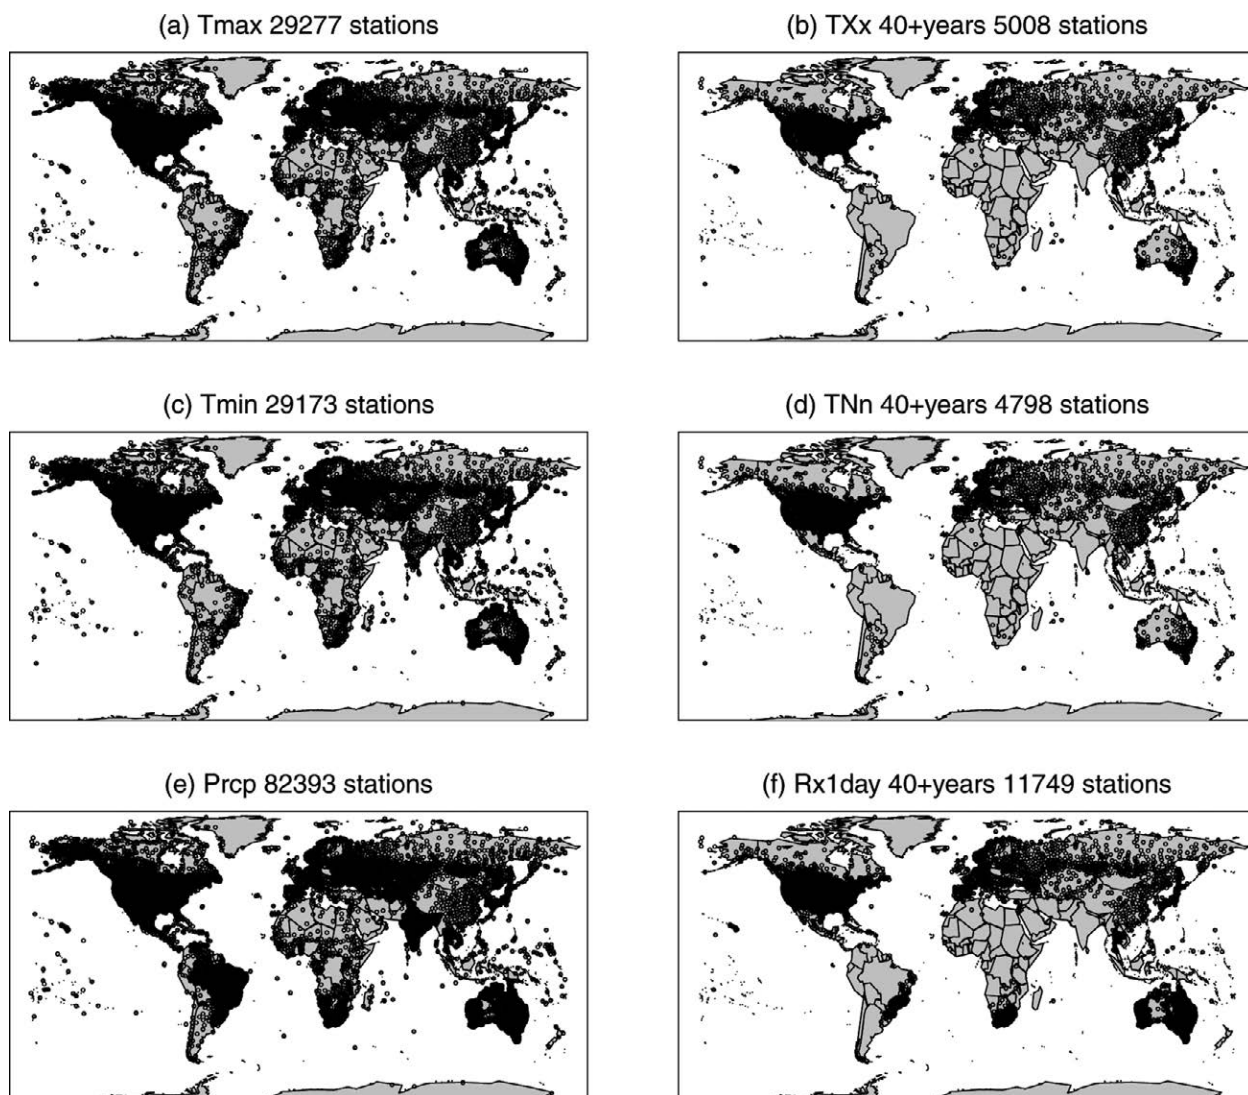 (a) Tmax 29277 stations
(b) TXx 40+years 5008 stations
(c) Tmin 29173 stations
(d) TNn 40+years 4798 stations
(e) Prcp 82393 stations
(f) Rx1day 40+years 11749 stations